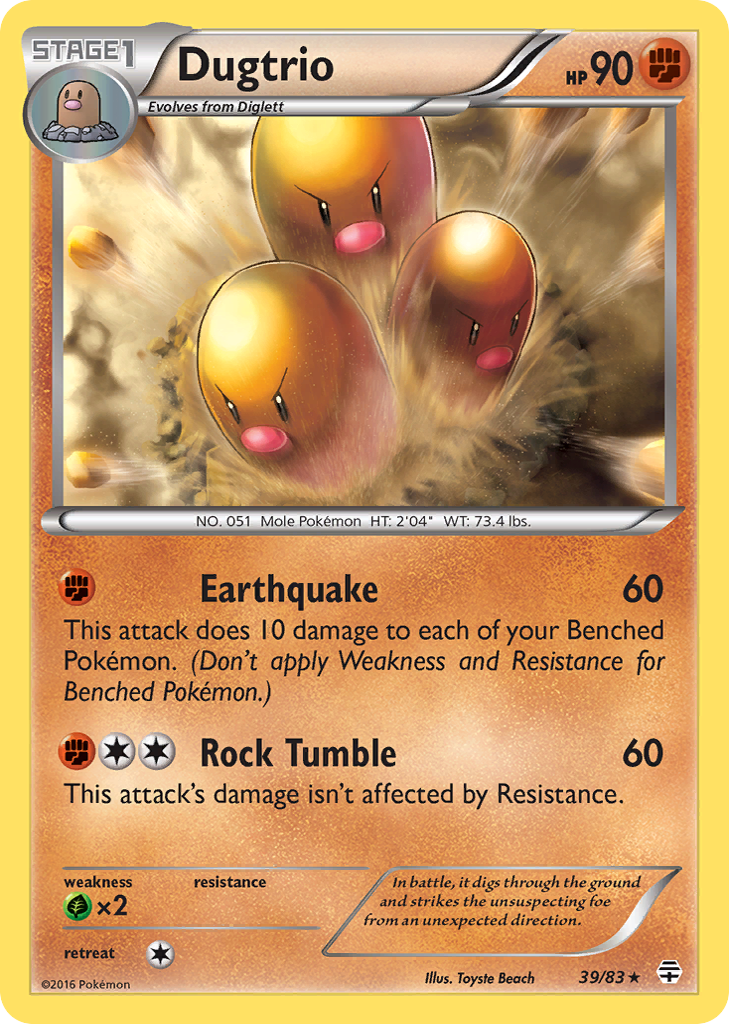 STAGE1
Dugtrio
HP 90
Evolves from Diglett
NO. 051 Mole Pokémon HT: 2'04" WT: 73.4 lbs.
Earthquake 60
This attack does 10 damage to each of your Benched
Pokémon. (Don't apply Weakness and Resistance for
Benched Pokémon.)
Rock Tumble 60
This attack's damage isn't affected by Resistance.
weakness resistance
×2
retreat
In battle, it digs through the ground
and strikes the unsuspecting foe
from an unexpected direction.
©2016 Pokémon
Illus. Toyste Beach 39/83 ★